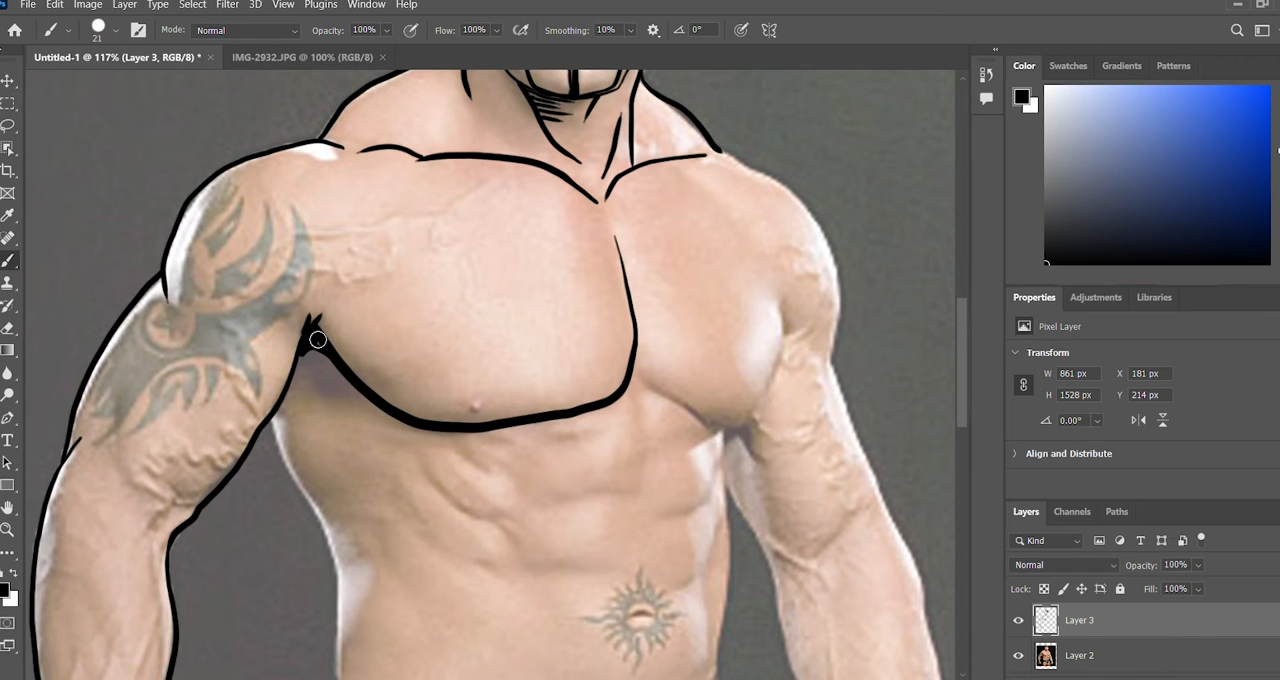 File Edit Image Layer Type Select Filter 3D View Plugins Window Help
21 Mode: Normal Opacity: 100% Flow: 100% Smoothing: 10% 0°
Untitled-1 @ 117% (Layer 3, RGB/8) * × IMG-2932.JPG @ 100% (RGB/8) ×
Color Swatches Gradients Patterns
Properties Adjustments Libraries
Pixel Layer
Transform
W 861 px X 181 px
H 1528 px Y 214 px
0.00°
Align and Distribute
Layers Channels Paths
Kind
Normal Opacity: 100%
Lock: Fill: 100%
Layer 3
Layer 2